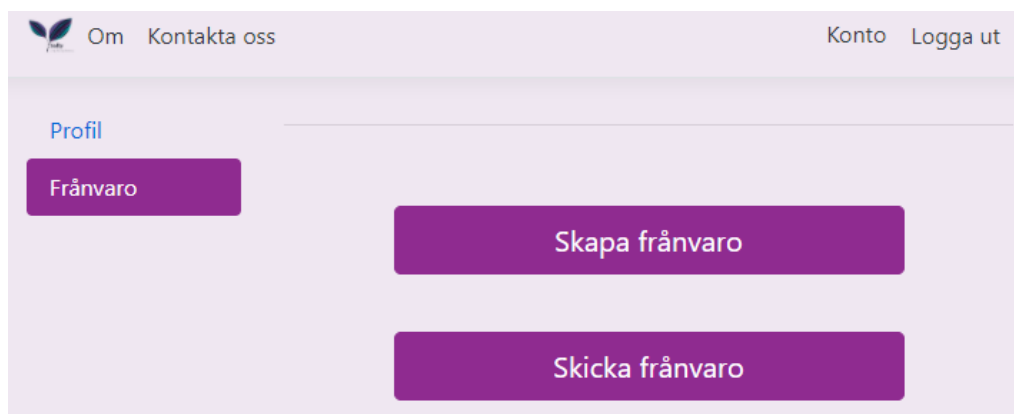 Om Kontakta oss Konto Logga ut
Profil
Frånvaro
Skapa frånvaro
Skicka frånvaro